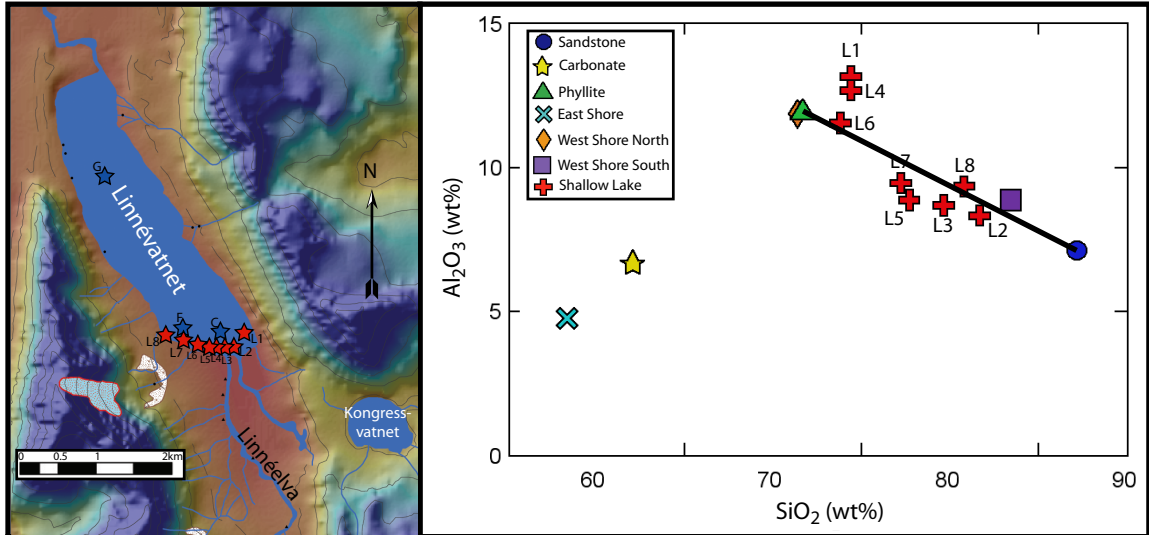 G
N
Linnévatnet
F
C
L8
L7
L6
L5
L4
L3
L2
L1
Kongress-
vatnet
Linnéelva
0 0.5 1 2km
15
10
5
0
Al₂O₃ (wt%)
Sandstone
Carbonate
Phyllite
East Shore
West Shore North
West Shore South
Shallow Lake
L1
L4
L6
L7
L8
L5
L3
L2
60 70 80 90
SiO₂ (wt%)